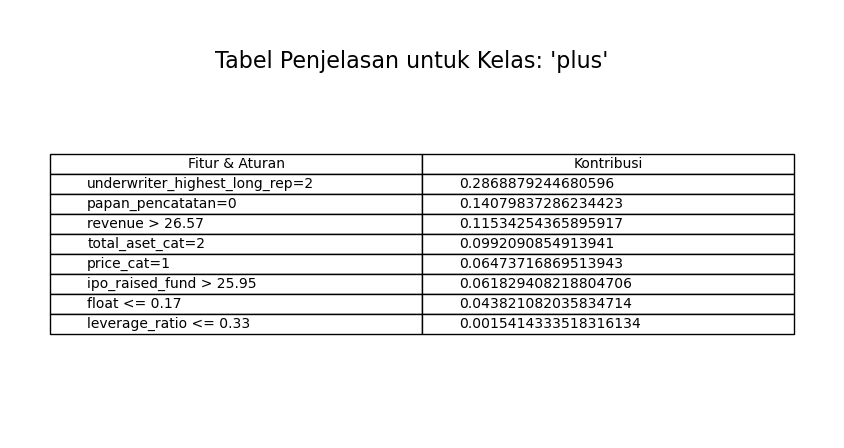 Tabel Penjelasan untuk Kelas: 'plus'
Fitur & Aturan Kontribusi
underwriter_highest_long_rep=2 0.2868879244680596
papan_pencatatan=0 0.14079837286234423
revenue > 26.57 0.11534254365895917
total_aset_cat=2 0.0992090854913941
price_cat=1 0.06473716869513943
ipo_raised_fund > 25.95 0.061829408218804706
float <= 0.17 0.043821082035834714
leverage_ratio <= 0.33 0.0015414333518316134